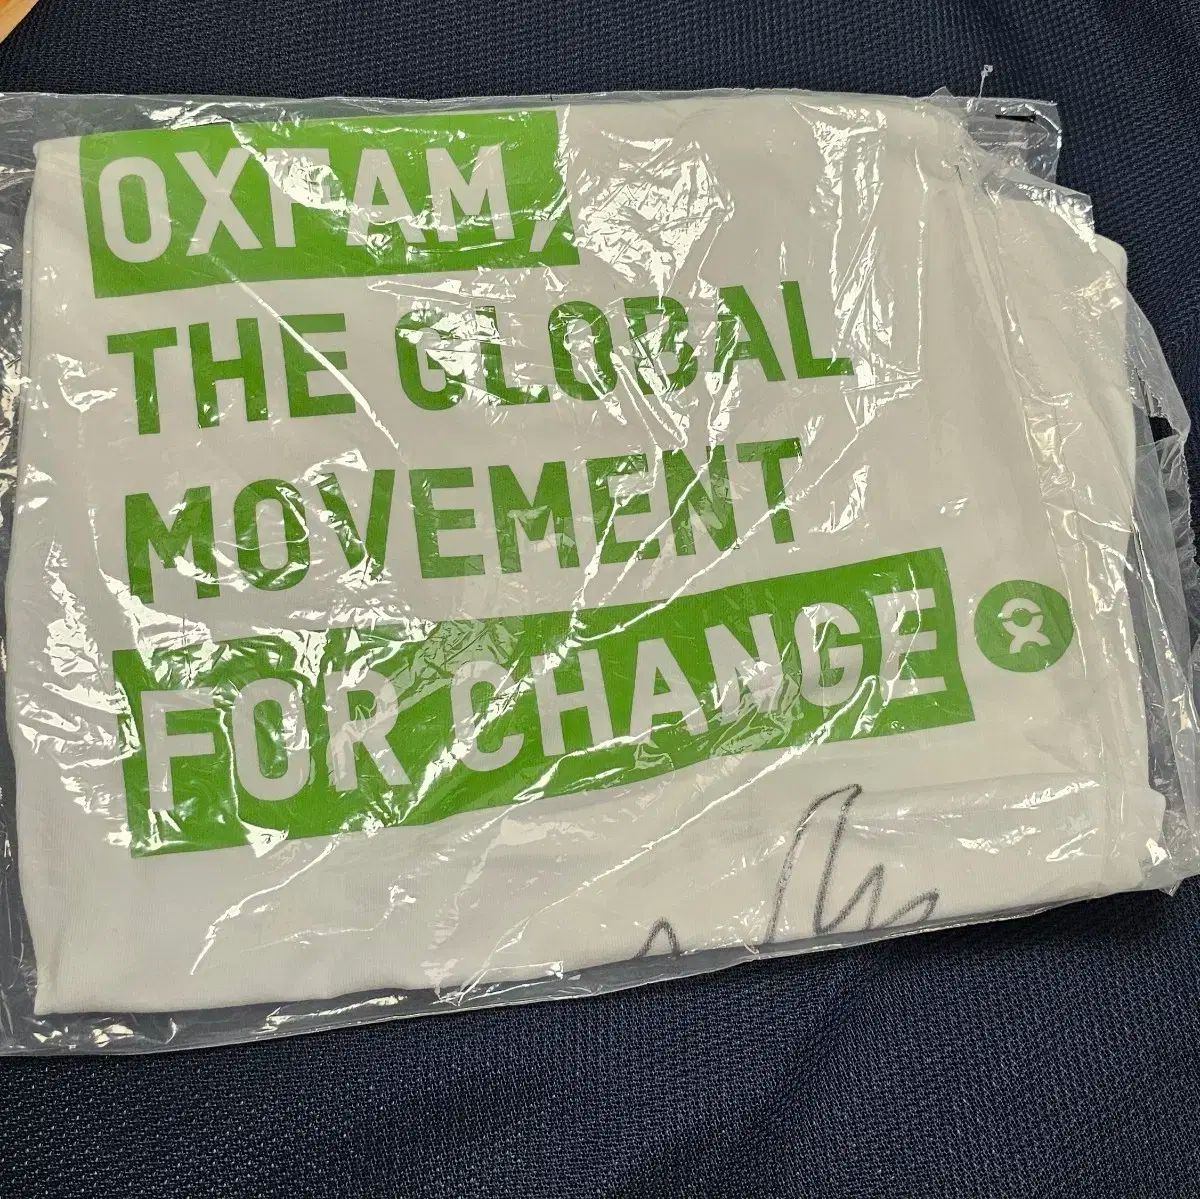 OXFAM,
THE GLOBAL
MOVEMENT
FOR CHANGE